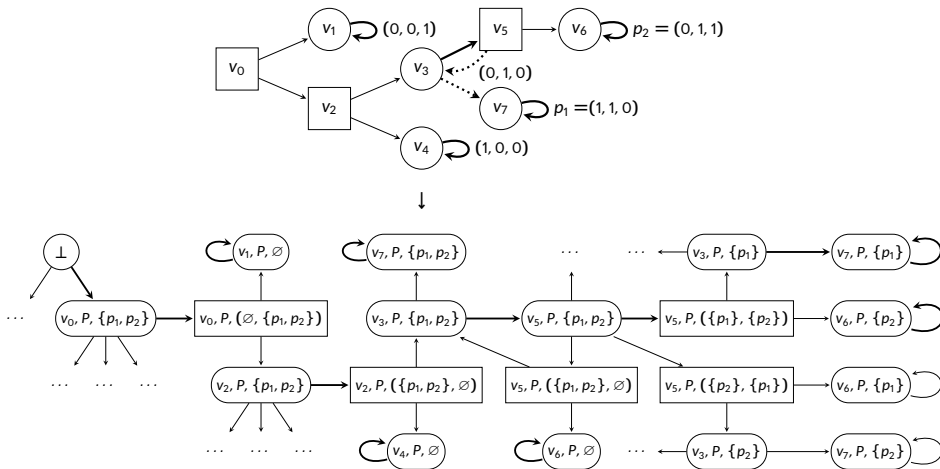 v₁ (0, 0, 1) v₅ v₆ p₂ = (0, 1, 1)
v₀ v₃ (0, 1, 0)
v₂ v₇ p₁ = (1, 1, 0)
v₄ (1, 0, 0)
↓
⊥ v₁, P, ∅ v₇, P, {p₁, p₂} ··· ··· v₃, P, {p₁} v₇, P, {p₁}
··· v₀, P, {p₁, p₂} v₀, P, (∅, {p₁, p₂}) v₃, P, {p₁, p₂} v₅, P, {p₁, p₂} v₅, P, ({p₁}, {p₂}) v₆, P, {p₂}
··· ··· ··· v₂, P, {p₁, p₂} v₂, P, ({p₁, p₂}, ∅) v₅, P, ({p₁, p₂}, ∅) v₅, P, ({p₂}, {p₁}) v₆, P, {p₁}
··· ··· ··· v₄, P, ∅ v₆, P, ∅ ··· v₃, P, {p₂} v₇, P, {p₂}